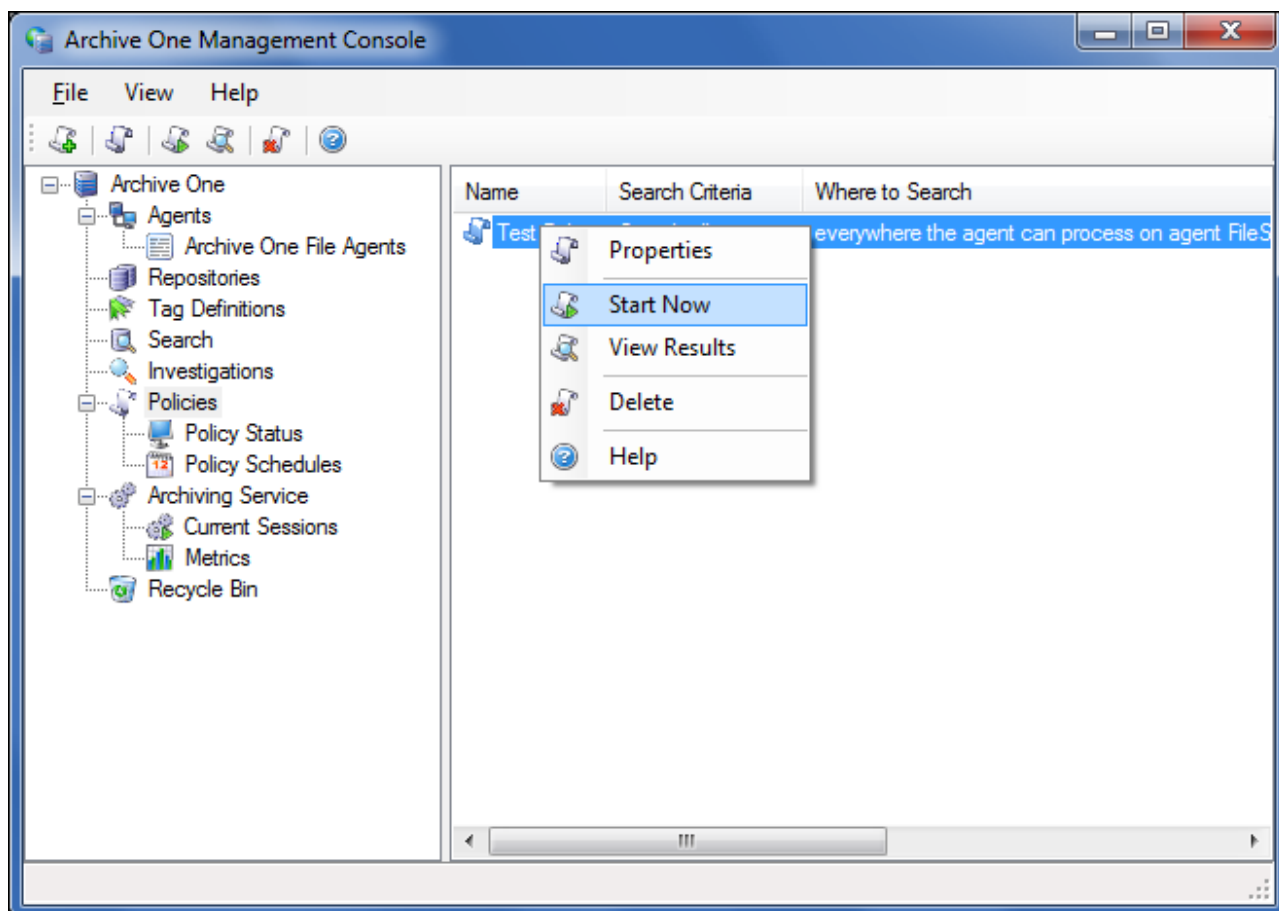 Archive One Management Console
File View Help
Archive One
Agents
Archive One File Agents
Repositories
Tag Definitions
Search
Investigations
Policies
Policy Status
12
Policy Schedules
Archiving Service
Current Sessions
Metrics
Recycle Bin
Name Search Criteria Where to Search
Test everywhere the agent can process on agent FileS
Properties
Start Now
View Results
Delete
Help